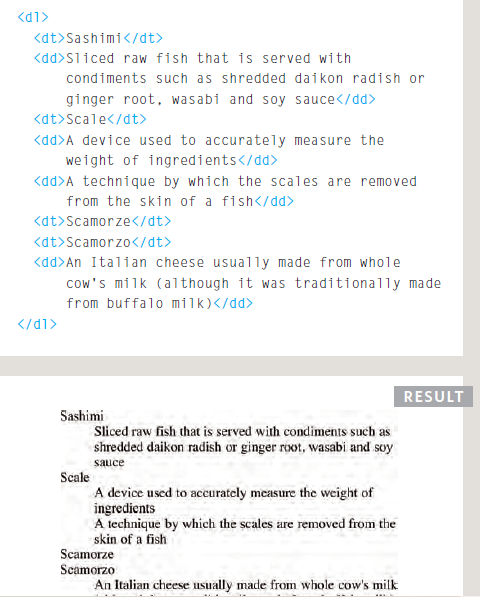 <dl>
<dt>Sashimi</dt>
<dd>Sliced raw fish that is served with
condiments such as shredded daikon radish or
ginger root, wasabi and soy sauce</dd>
<dt>Scale</dt>
<dd>A device used to accurately measure the
weight of ingredients</dd>
<dd>A technique by which the scales are removed
from the skin of a fish</dd>
<dt>Scamorze</dt>
<dt>Scamorzo</dt>
<dd>An Italian cheese usually made from whole
cow's milk (although it was traditionally made
from buffalo milk)</dd>
</dl>
RESULT
Sashimi
Sliced raw fish that is served with condiments such as
shredded daikon radish or ginger root, wasabi and soy
sauce
Scale
A device used to accurately measure the weight of
ingredients
A technique by which the scales are removed from the
skin of a fish
Scamorze
Scamorzo
An Italian cheese usually made from whole cow's milk